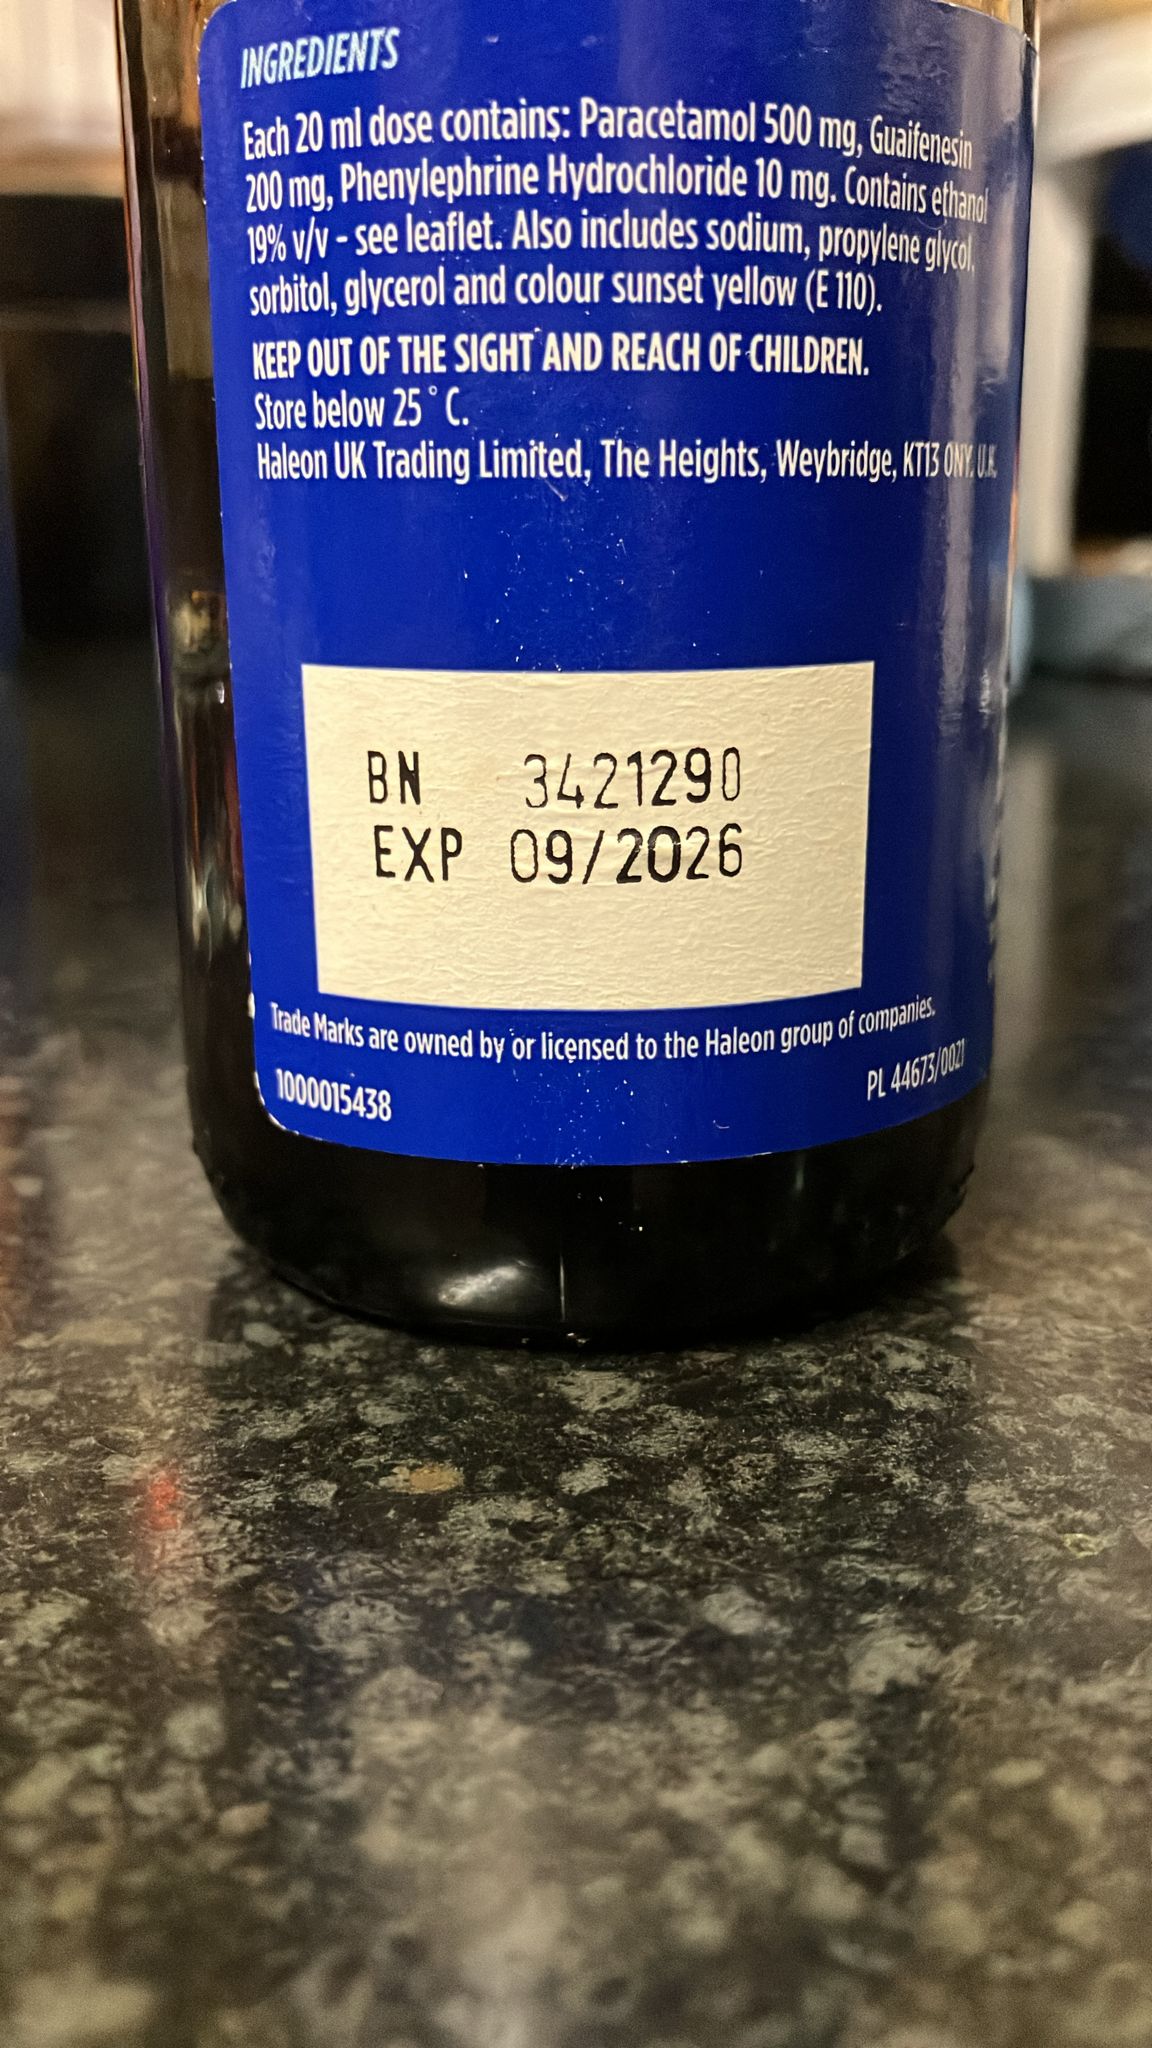 INGREDIENTS
Each 20 ml dose contains: Paracetamol 500 mg, Guaifenesin
200 mg, Phenylephrine Hydrochloride 10 mg. Contains ethanol
19% v/v - see leaflet. Also includes sodium, propylene glycol,
sorbitol, glycerol and colour sunset yellow (E 110).
KEEP OUT OF THE SIGHT AND REACH OF CHILDREN.
Store below 25 ° C.
Haleon UK Trading Limited, The Heights, Weybridge, KT13 0NY, U.K.
BN 3421290
EXP 09/2026
Trade Marks are owned by or licensed to the Haleon group of companies.
1000015438
PL 44673/0021